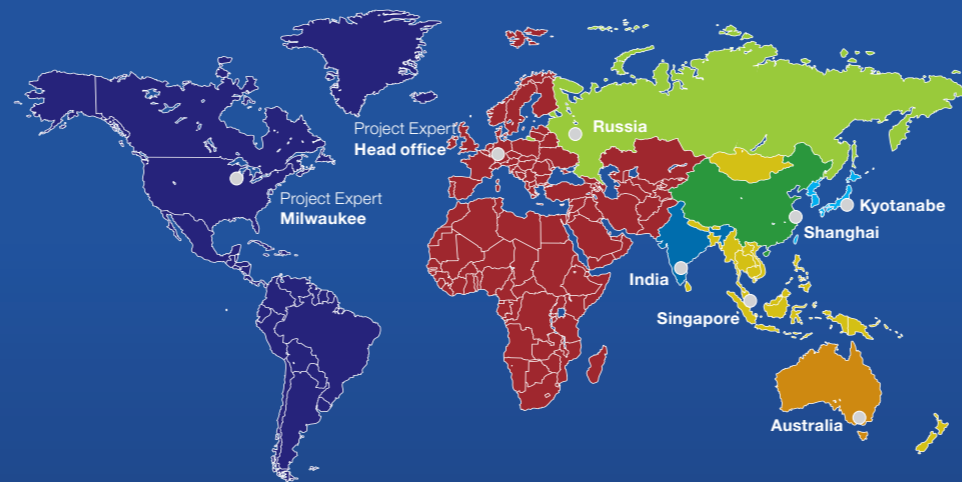 Project Expert
Head office
Project Expert
Milwaukee
Russia
Kyotanabe
Shanghai
India
Singapore
Australia